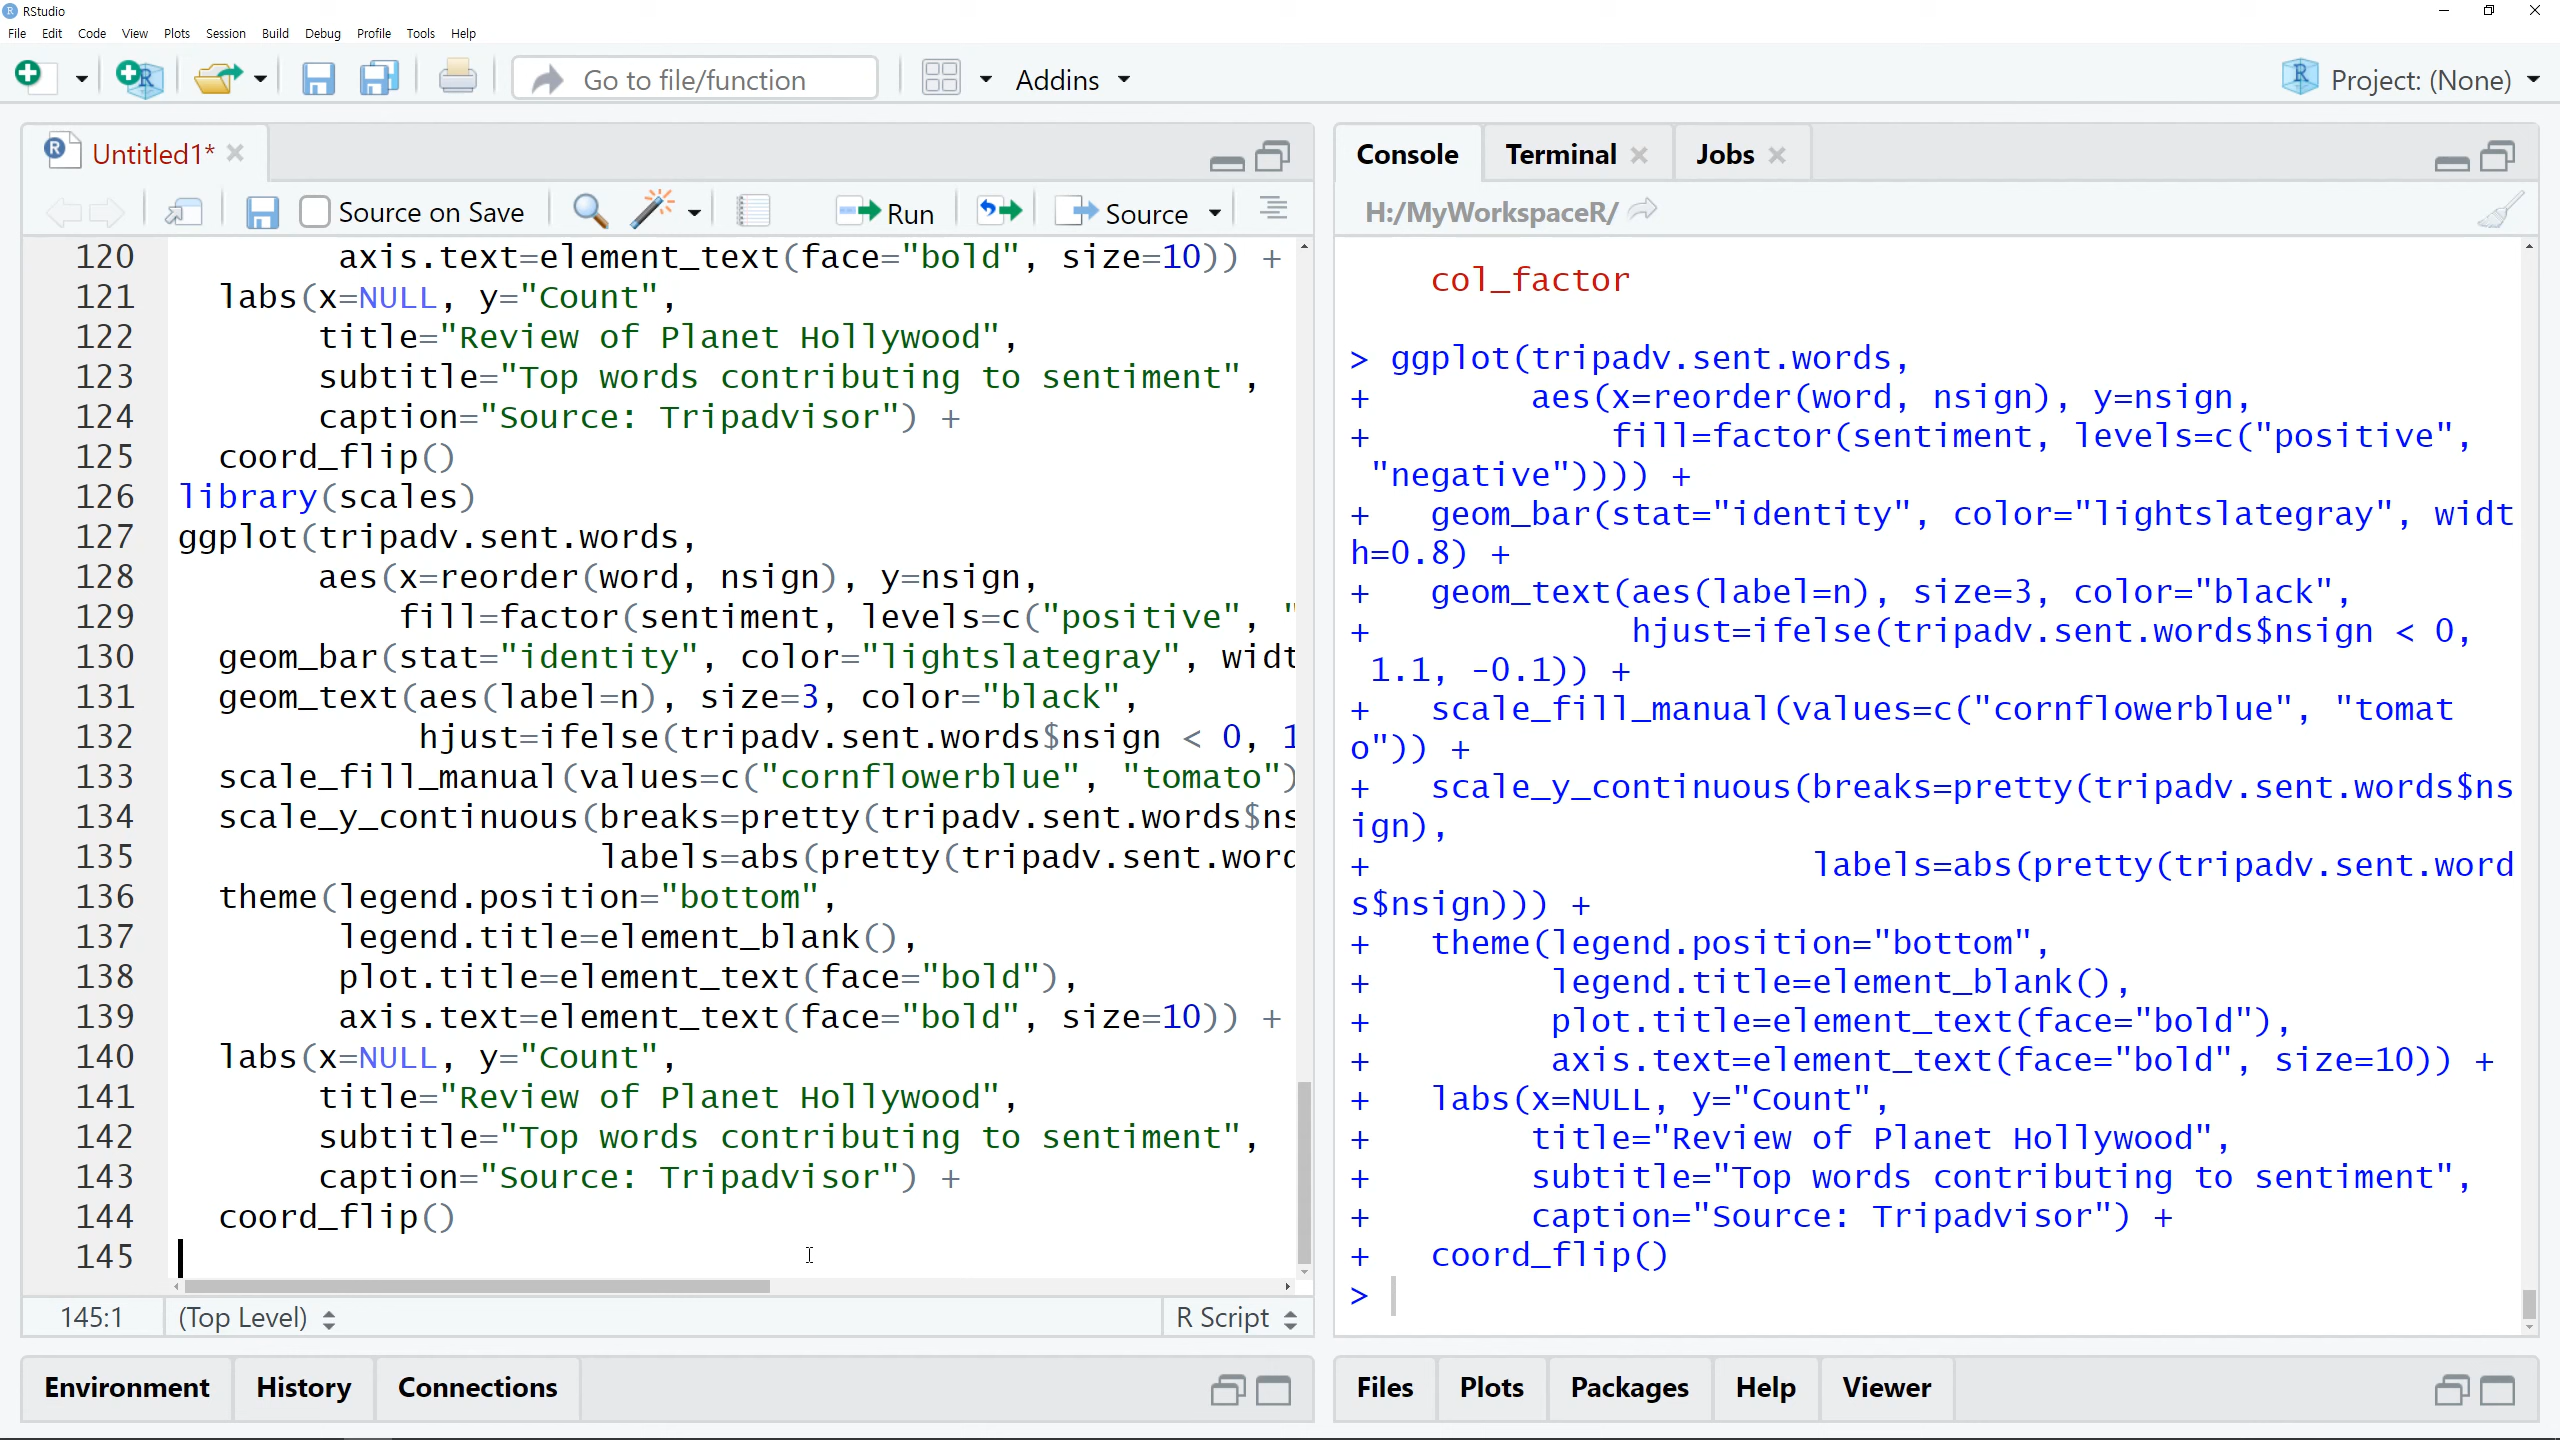 RStudio
File Edit Code View Plots Session Build Debug Profile Tools Help
Go to file/function Addins Project: (None)
Untitled1*
Source on Save Run Source
120 axis.text=element_text(face="bold", size=10)) +
121 labs(x=NULL, y="Count",
122 title="Review of Planet Hollywood",
123 subtitle="Top words contributing to sentiment",
124 caption="Source: Tripadvisor") +
125 coord_flip()
126 library(scales)
127 ggplot(tripadv.sent.words,
128 aes(x=reorder(word, nsign), y=nsign,
129 fill=factor(sentiment, levels=c("positive", "
130 geom_bar(stat="identity", color="lightslategray", widt
131 geom_text(aes(label=n), size=3, color="black",
132 hjust=ifelse(tripadv.sent.words$nsign < 0, 1
133 scale_fill_manual(values=c("cornflowerblue", "tomato")
134 scale_y_continuous(breaks=pretty(tripadv.sent.words$ns
135 labels=abs(pretty(tripadv.sent.word
136 theme(legend.position="bottom",
137 legend.title=element_blank(),
138 plot.title=element_text(face="bold"),
139 axis.text=element_text(face="bold", size=10)) +
140 labs(x=NULL, y="Count",
141 title="Review of Planet Hollywood",
142 subtitle="Top words contributing to sentiment",
143 caption="Source: Tripadvisor") +
144 coord_flip()
145
145:1 (Top Level) R Script
Environment History Connections
Console Terminal Jobs
H:/MyWorkspaceR/
col_factor
> ggplot(tripadv.sent.words,
+ aes(x=reorder(word, nsign), y=nsign,
+ fill=factor(sentiment, levels=c("positive",
"negative")))) +
+ geom_bar(stat="identity", color="lightslategray", widt
h=0.8) +
+ geom_text(aes(label=n), size=3, color="black",
+ hjust=ifelse(tripadv.sent.words$nsign < 0,
1.1, -0.1)) +
+ scale_fill_manual(values=c("cornflowerblue", "tomat
o")) +
+ scale_y_continuous(breaks=pretty(tripadv.sent.words$ns
ign),
+ labels=abs(pretty(tripadv.sent.word
s$nsign))) +
+ theme(legend.position="bottom",
+ legend.title=element_blank(),
+ plot.title=element_text(face="bold"),
+ axis.text=element_text(face="bold", size=10)) +
+ labs(x=NULL, y="Count",
+ title="Review of Planet Hollywood",
+ subtitle="Top words contributing to sentiment",
+ caption="Source: Tripadvisor") +
+ coord_flip()
>
Files Plots Packages Help Viewer